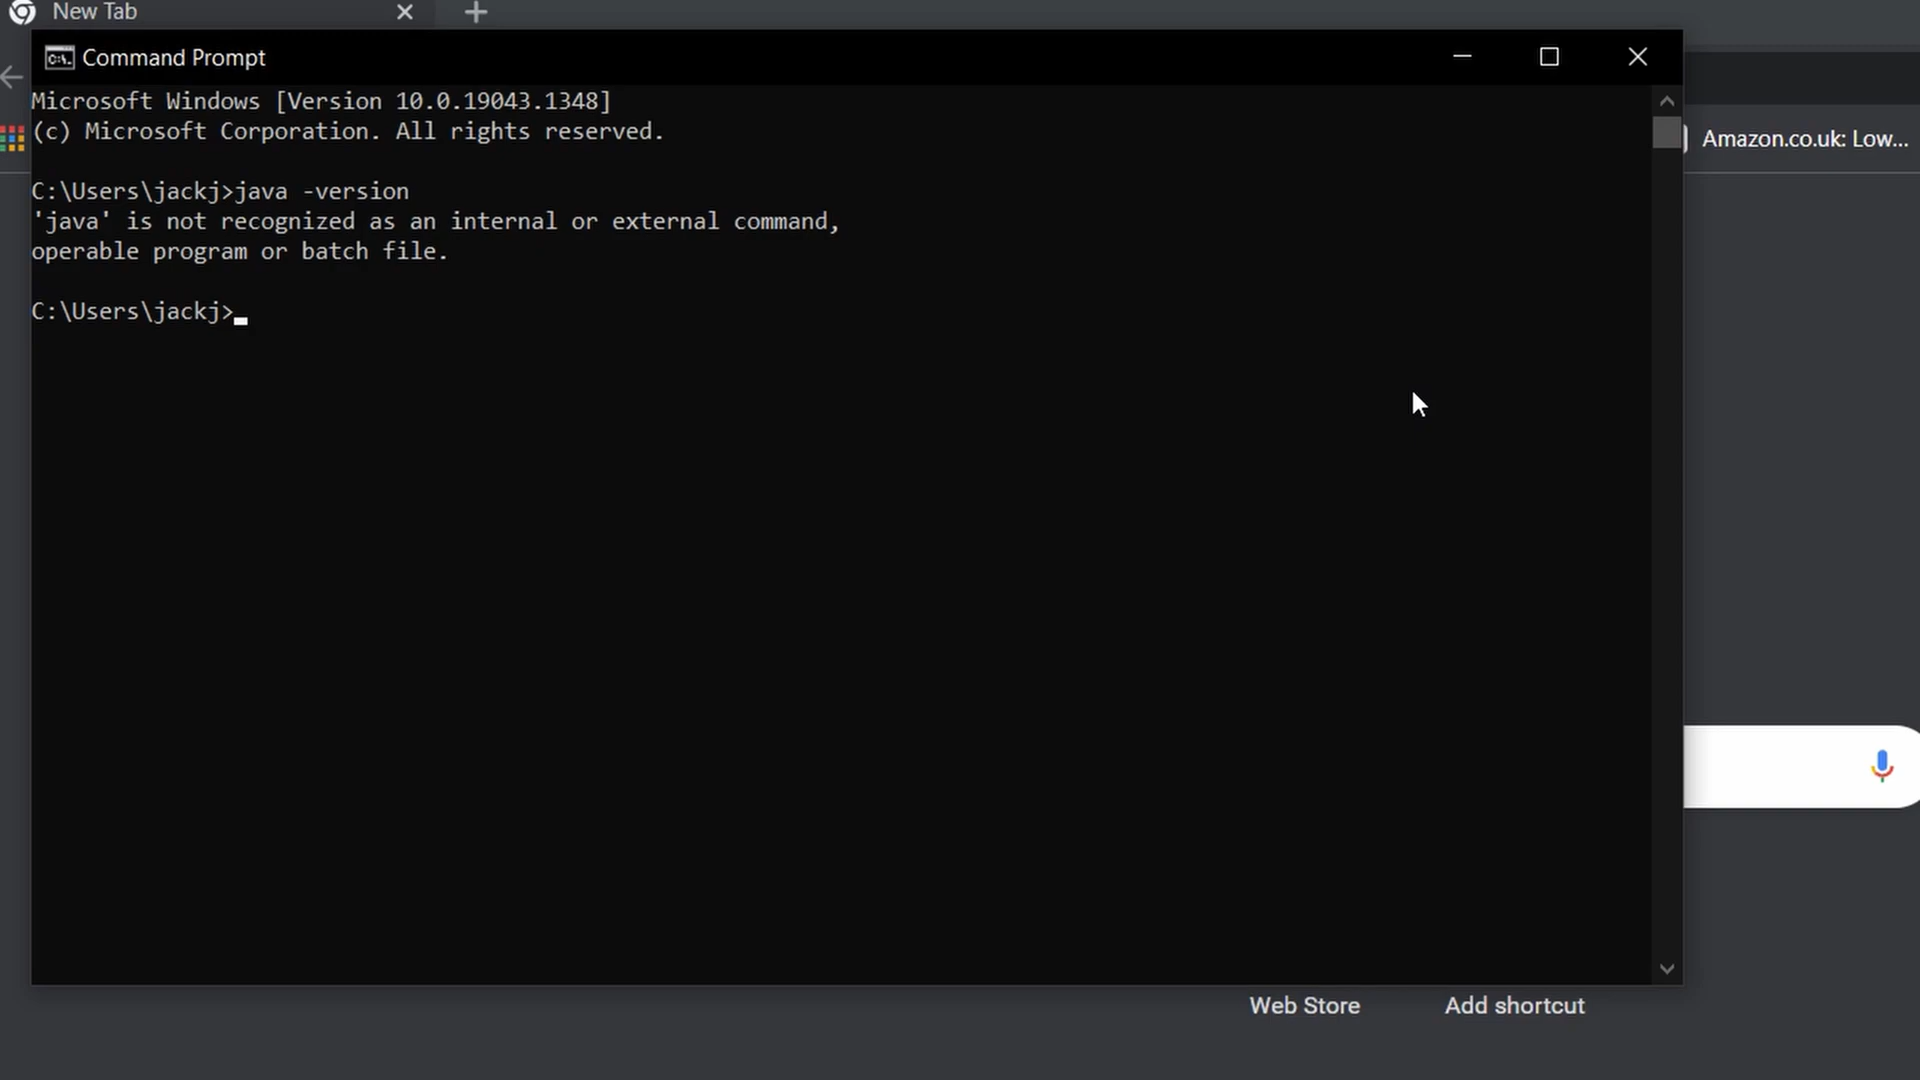 New Tab
Command Prompt
Microsoft Windows [Version 10.0.19043.1348]
(c) Microsoft Corporation. All rights reserved.
Amazon.co.uk: Low...
C:\Users\jackj>java -version
'java' is not recognized as an internal or external command,
operable program or batch file.
C:\Users\jackj>
Web Store
Add shortcut